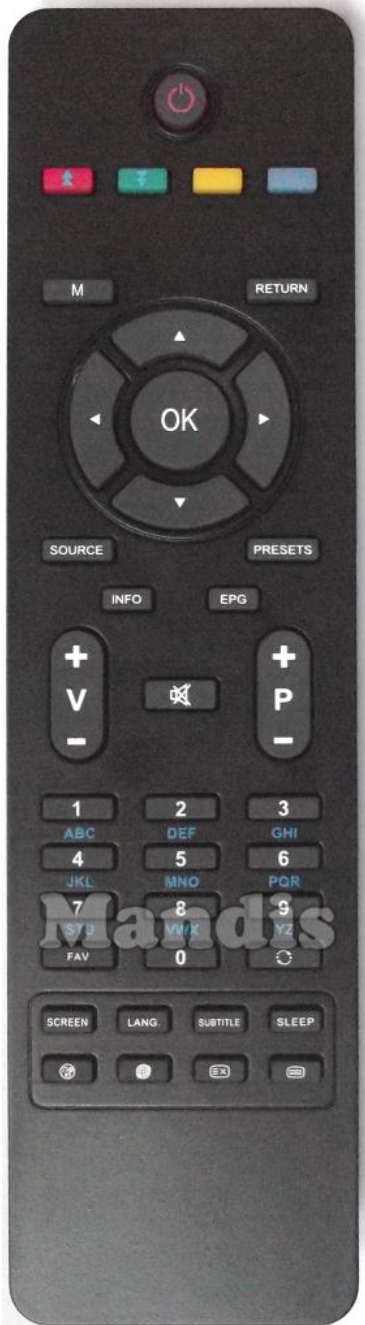 M RETURN
OK
SOURCE PRESETS
INFO EPG
+ +
V P
- -
1 2 3
ABC DEF GHI
4 5 6
JKL MNO PQR
7 8 9
STU VWX YZ
Mandis
FAV 0
SCREEN LANG. SUBTITLE SLEEP